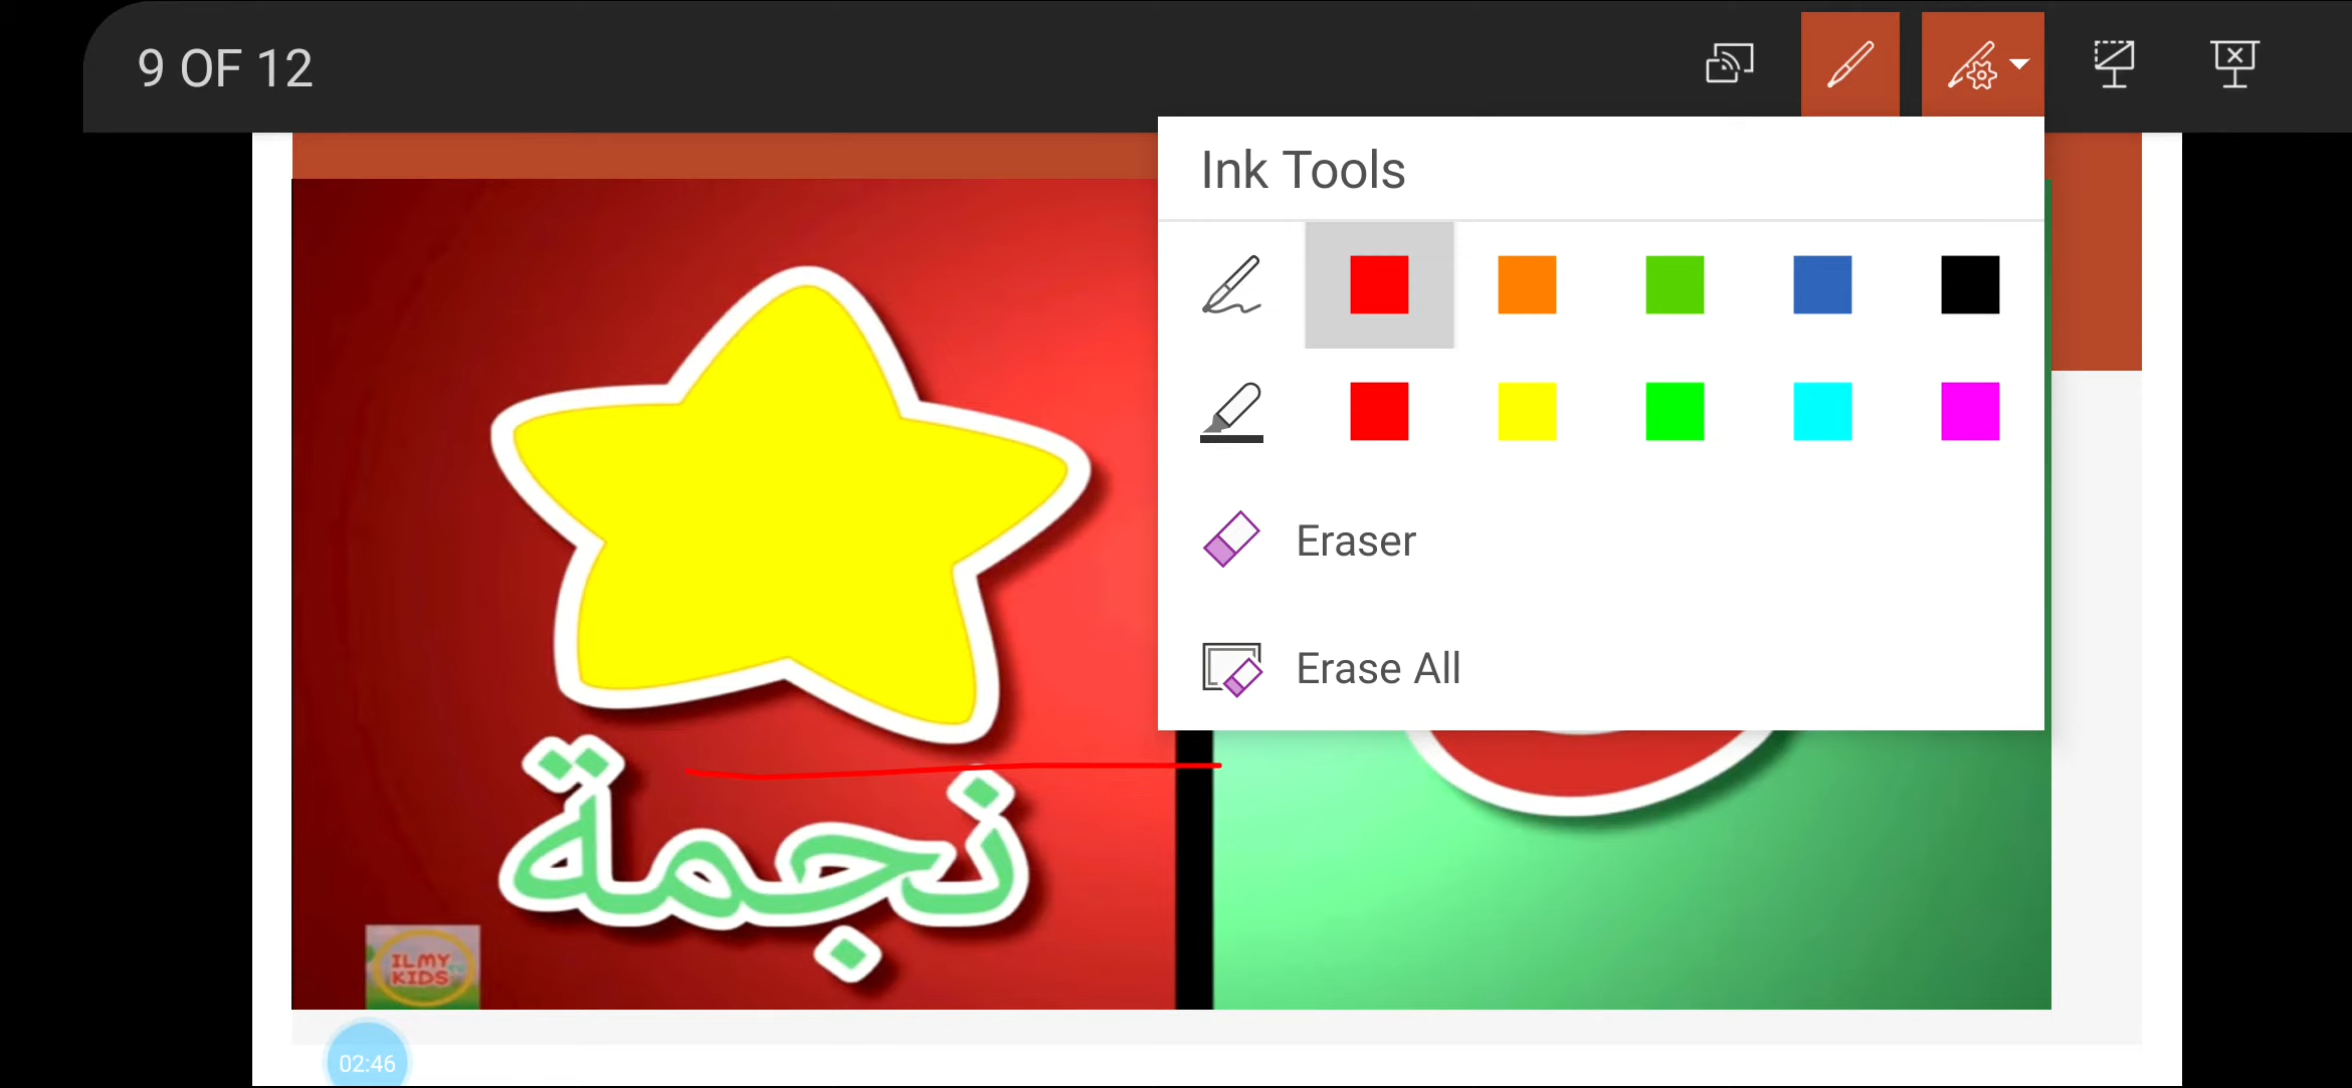 9 OF 12
Ink Tools
Eraser
Erase All
نجمة
ILMY
KIDS
02:46